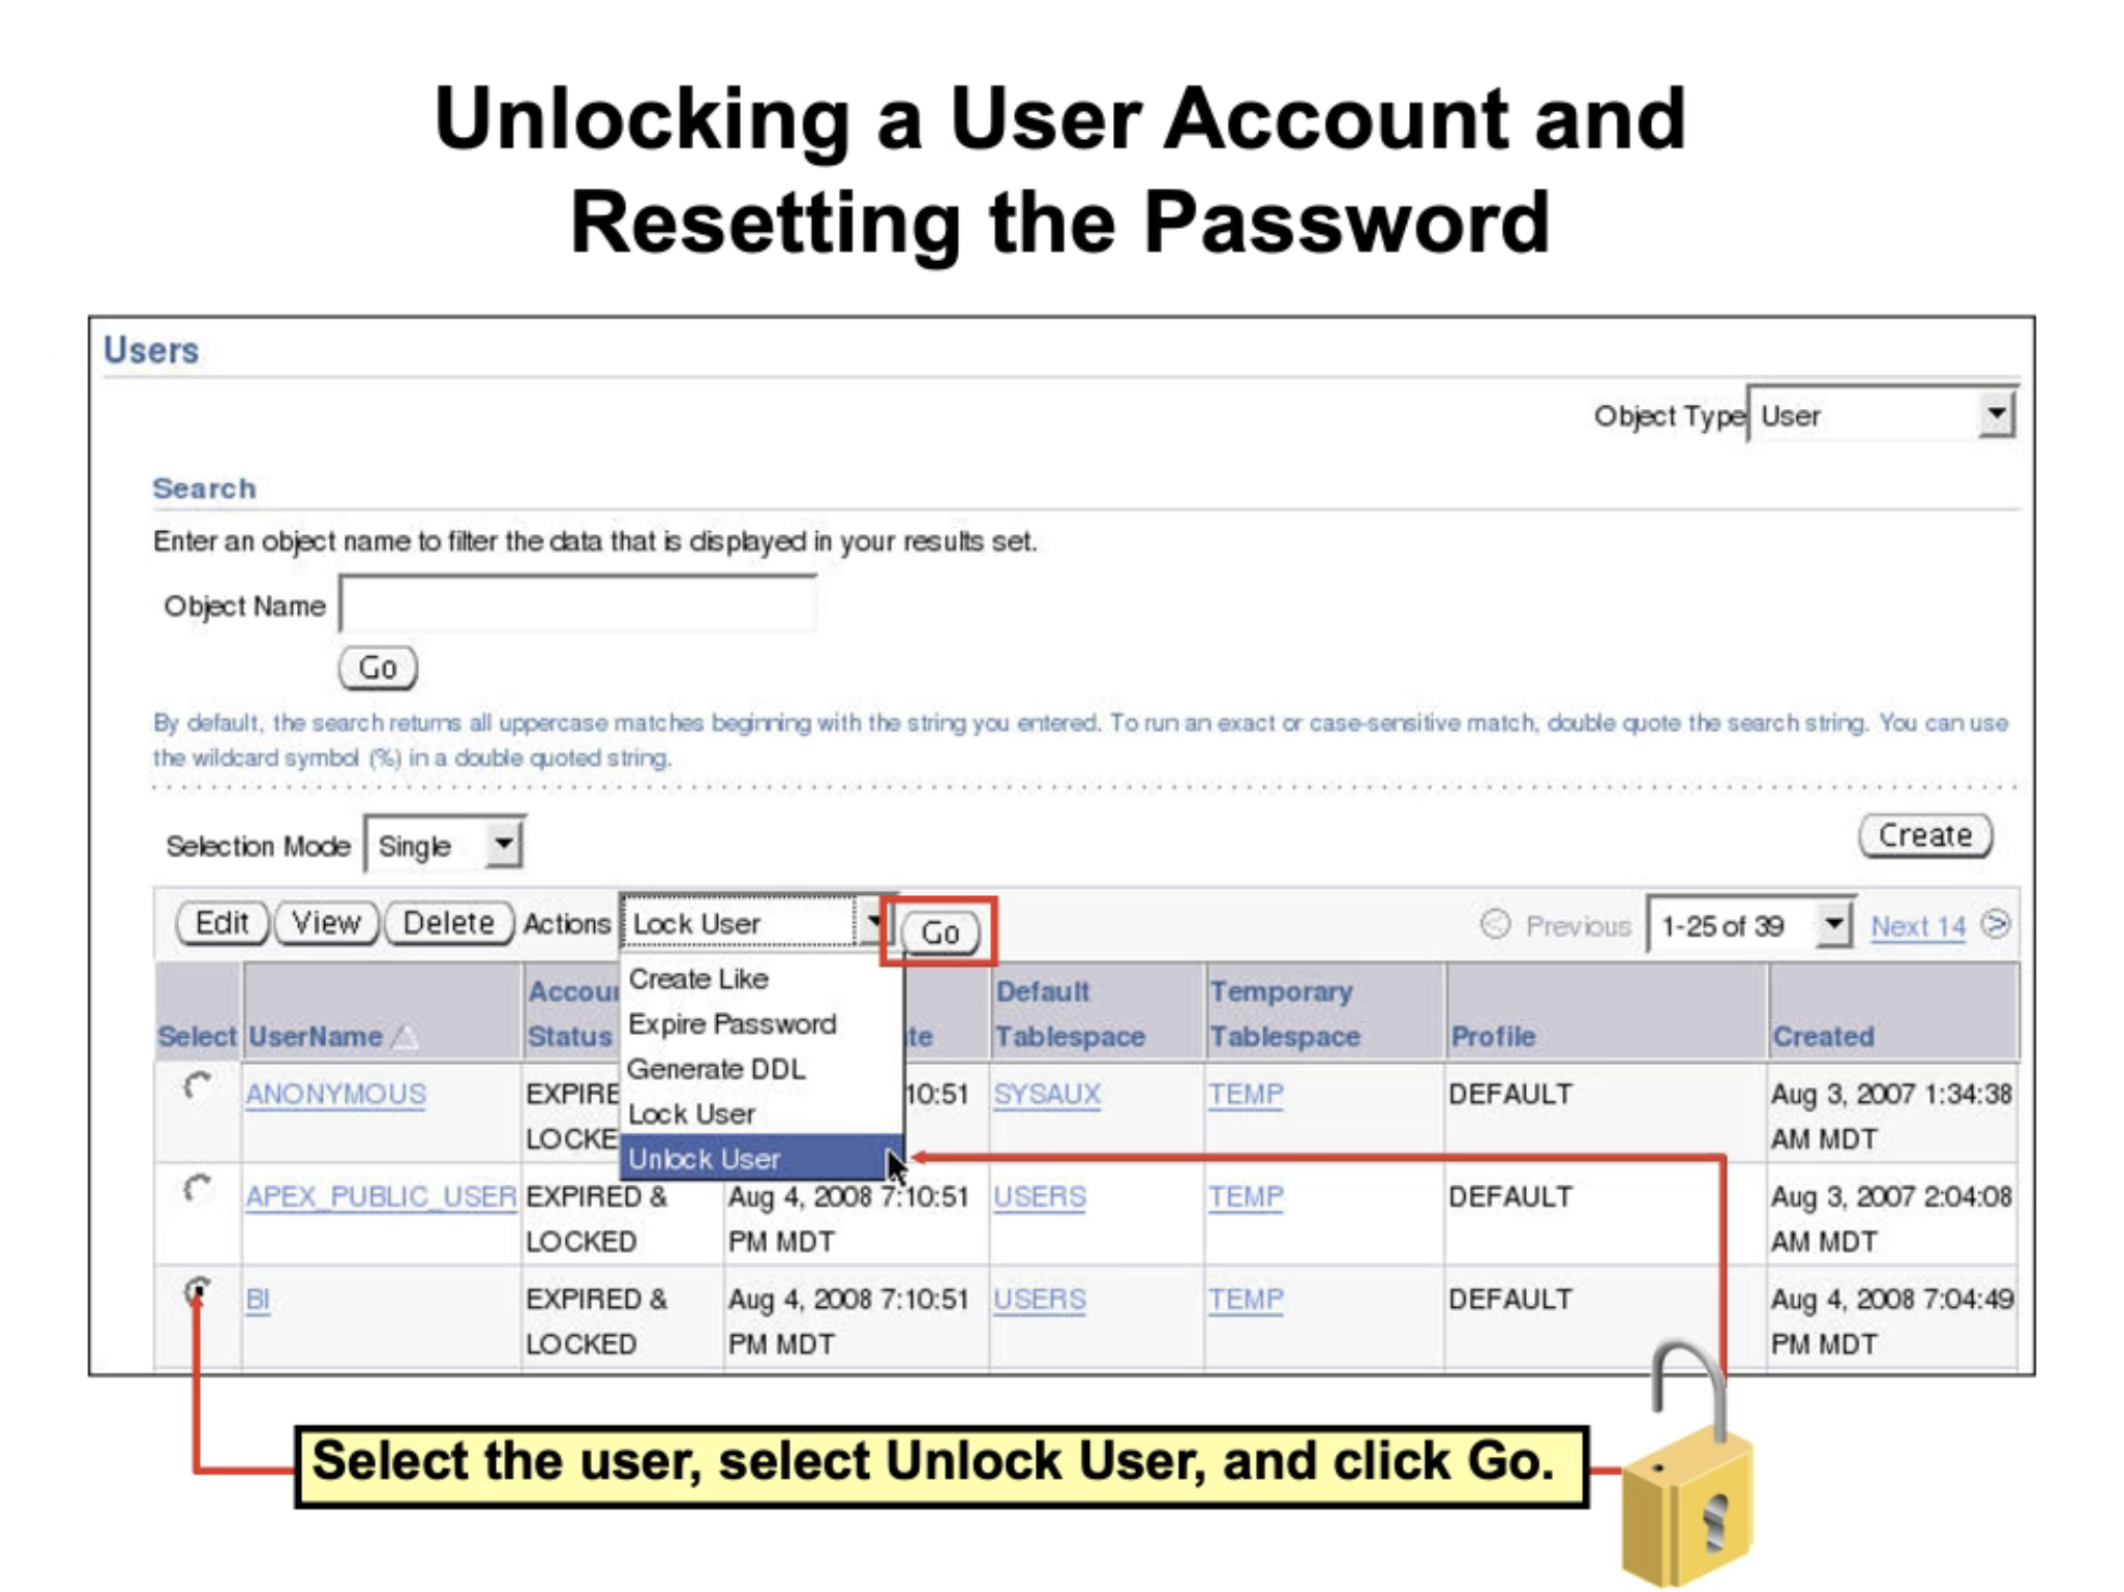 Unlocking a User Account and
Resetting the Password
Users
Object Type User
Search
Enter an object name to filter the data that is displayed in your results set.
Object Name
Go
By default, the search returns all uppercase matches beginning with the string you entered. To run an exact or case-sensitive match, double quote the search string. You can use
the wildcard symbol (%) in a double quoted string.
Selection Mode Single
Create
Edit View Delete Actions Lock User Go Previous 1-25 of 39 Next 14
Create Like
Expire Password
Generate DDL
Lock User
Unlock User
Select UserName Status Default Tablespace Temporary Tablespace Profile Created
ANONYMOUS 10:51 SYSAUX TEMP DEFAULT Aug 3, 2007 1:34:38
AM MDT
APEX_PUBLIC_USER EXPIRED & Aug 4, 2008 7:10:51 USERS TEMP DEFAULT Aug 3, 2007 2:04:08
LOCKED PM MDT AM MDT
BI EXPIRED & Aug 4, 2008 7:10:51 USERS TEMP DEFAULT Aug 4, 2008 7:04:49
LOCKED PM MDT PM MDT
Select the user, select Unlock User, and click Go.